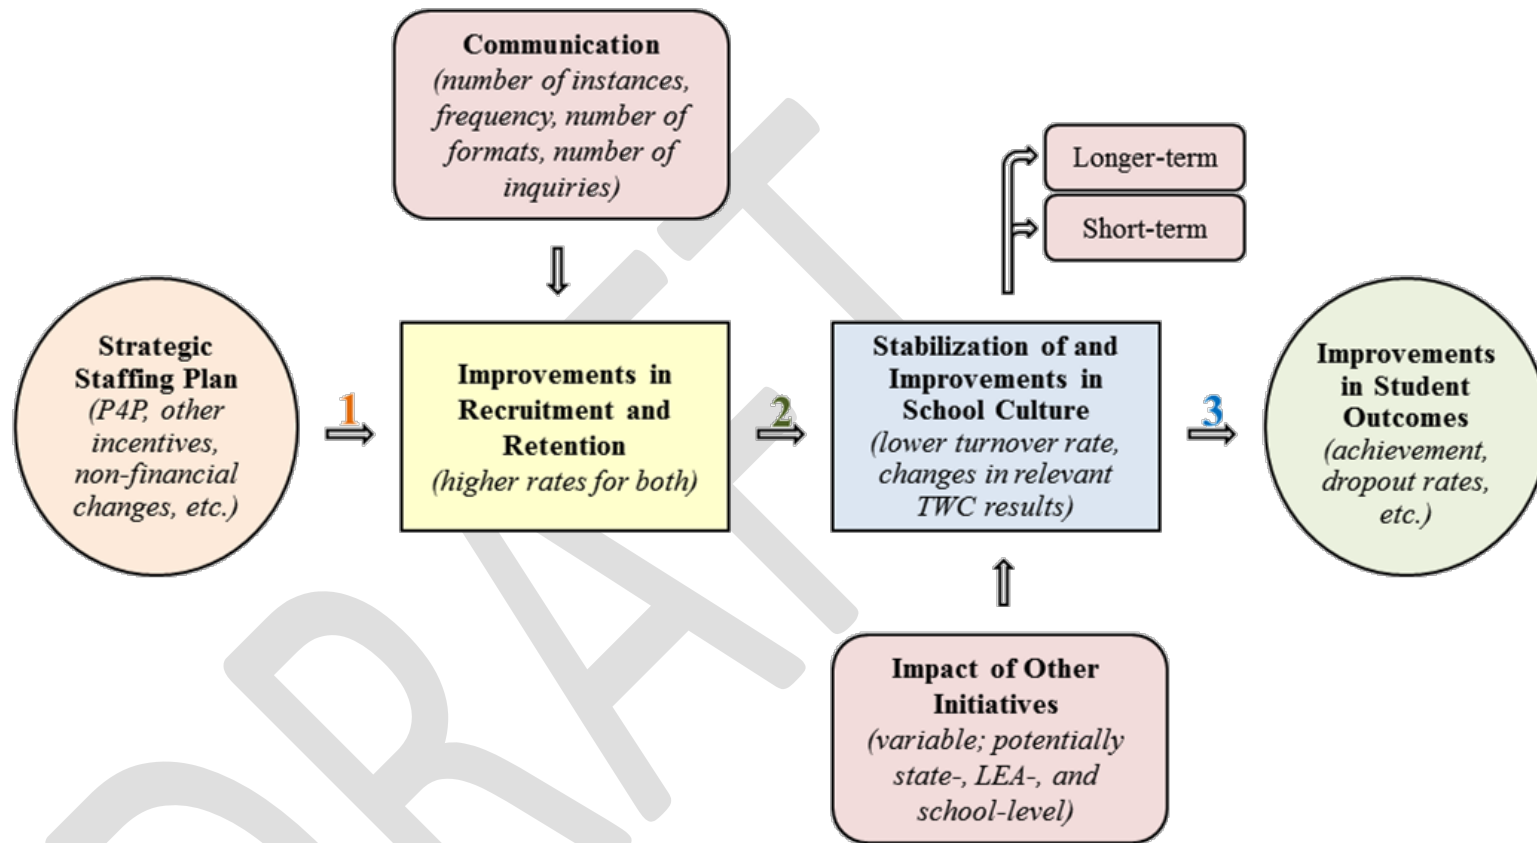 Communication
(number of instances,
frequency, number of
formats, number of
inquiries)
Longer-term
Short-term
Strategic
Staffing Plan
(P4P, other
incentives,
non-financial
changes, etc.)
1
Improvements in
Recruitment and
Retention
(higher rates for both)
2
Stabilization of and
Improvements in
School Culture
(lower turnover rate,
changes in relevant
TWC results)
3
Improvements
in Student
Outcomes
(achievement,
dropout rates,
etc.)
Impact of Other
Initiatives
(variable; potentially
state-, LEA-, and
school-level)
DRAFT